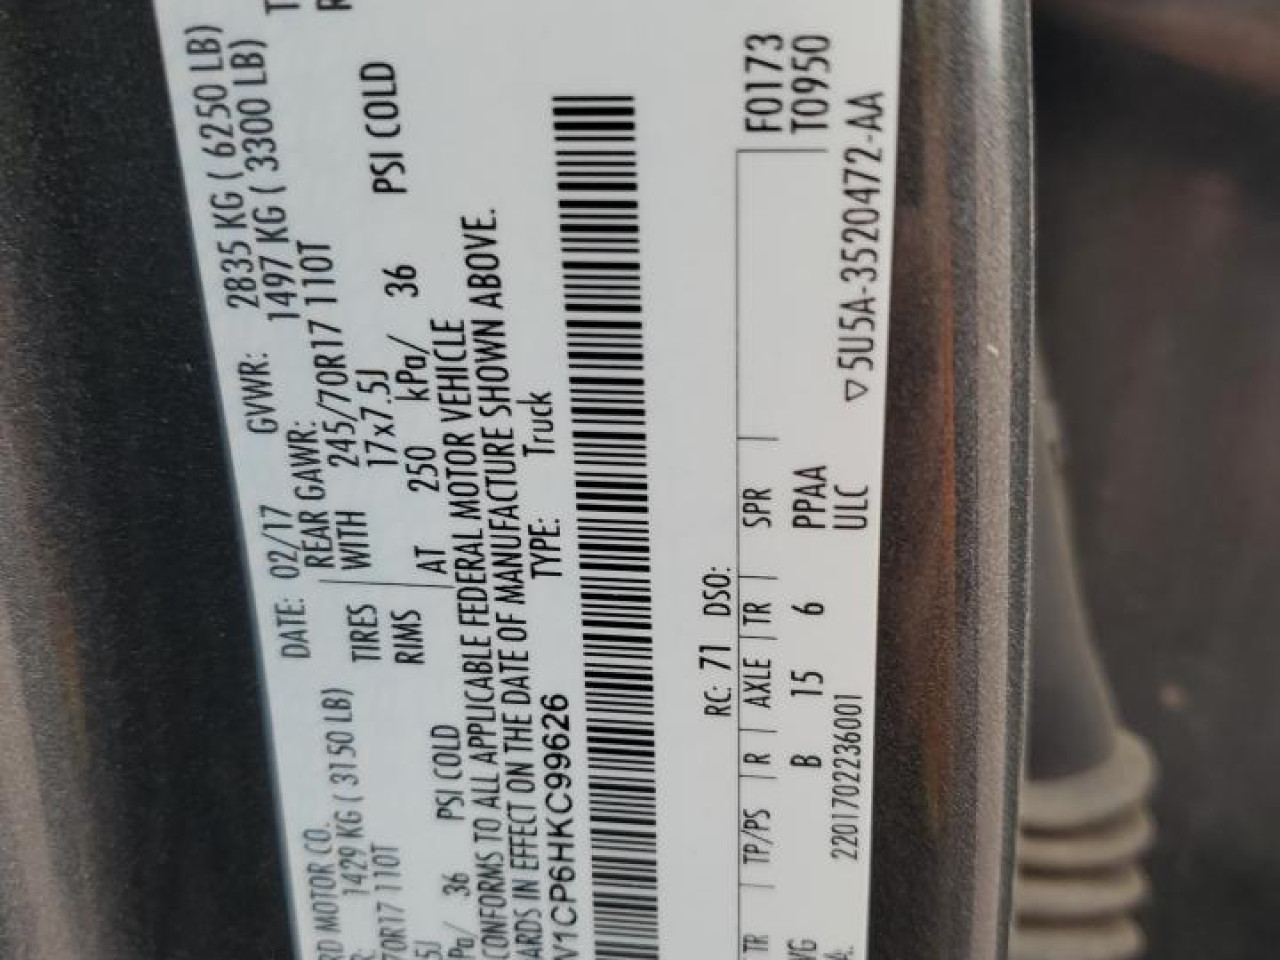 RD MOTOR CO. DATE: 02/17 GVWR: 2835 KG ( 6250 LB)
R: 1429 KG ( 3150 LB) REAR GAWR: 1497 KG ( 3300 LB)
70R17 110T TIRES WITH 245/70R17 110T
5J RIMS 17x7.5J
Pa/ 36 PSI COLD AT 250 kPa/ 36 PSI COLD
CONFORMS TO ALL APPLICABLE FEDERAL MOTOR VEHICLE
ARDS IN EFFECT ON THE DATE OF MANUFACTURE SHOWN ABOVE.
V1CPP6HKC99626 TYPE: Truck
RC: 71 DSO:
F0173
TR TP/PS R AXLE TR SPR T0950
VG B 15 6 PPAA
2201702236001 ULC ▽5U5A-3520472-AA